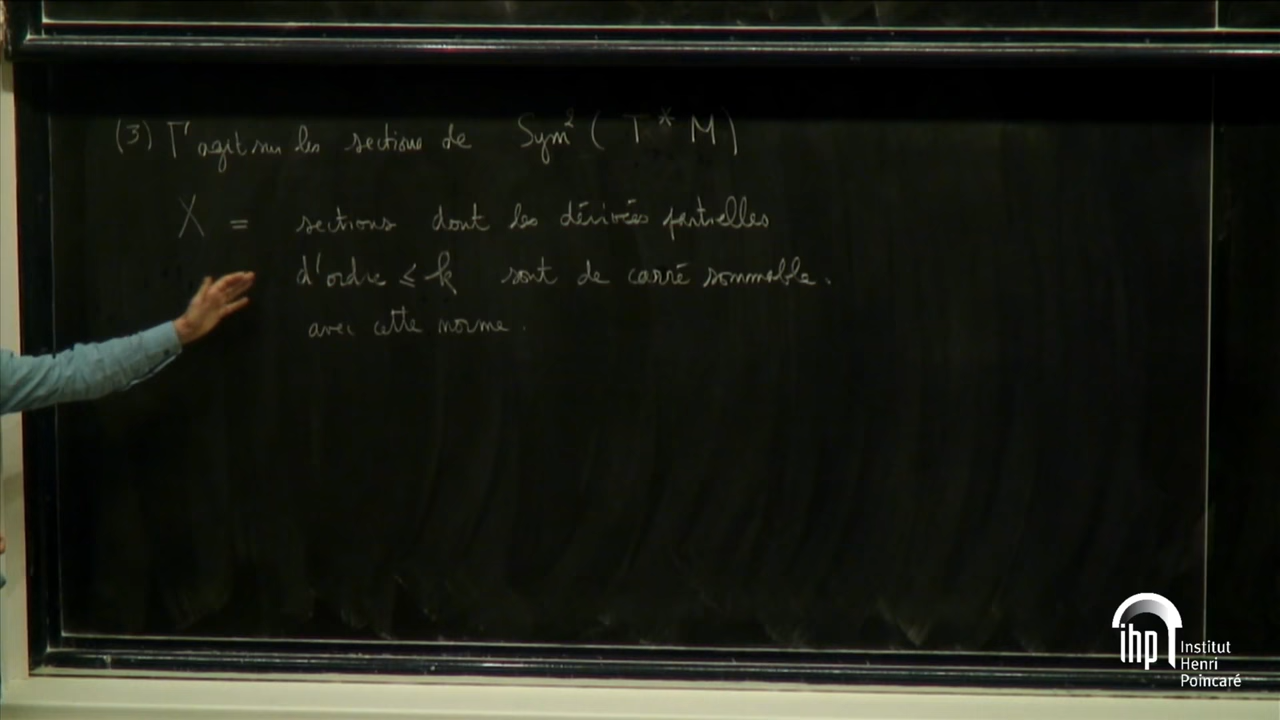 (3) Γ agit sur les sections de Sym² ( T * M )
X = sections dont les dérivées partielles
d'ordre ≤ k sont de carré sommable.
avec cette norme.
ihp
Institut
Henri
Poincaré